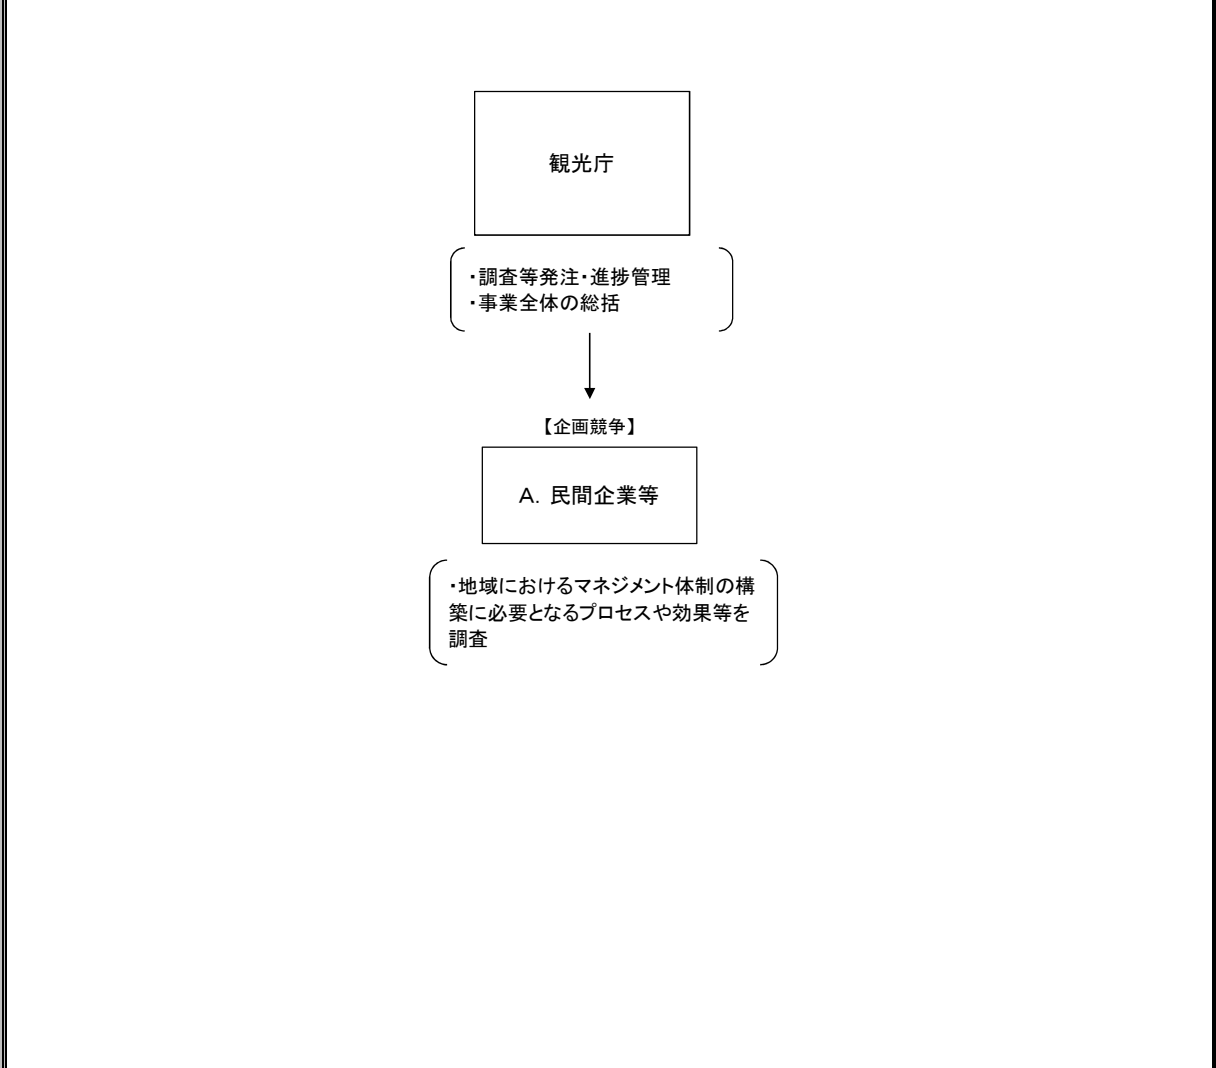 観光庁
・調査等発注・進捗管理
・事業全体の総括
【企画競争】
A. 民間企業等
・地域におけるマネジメント体制の構
築に必要となるプロセスや効果等を
調査